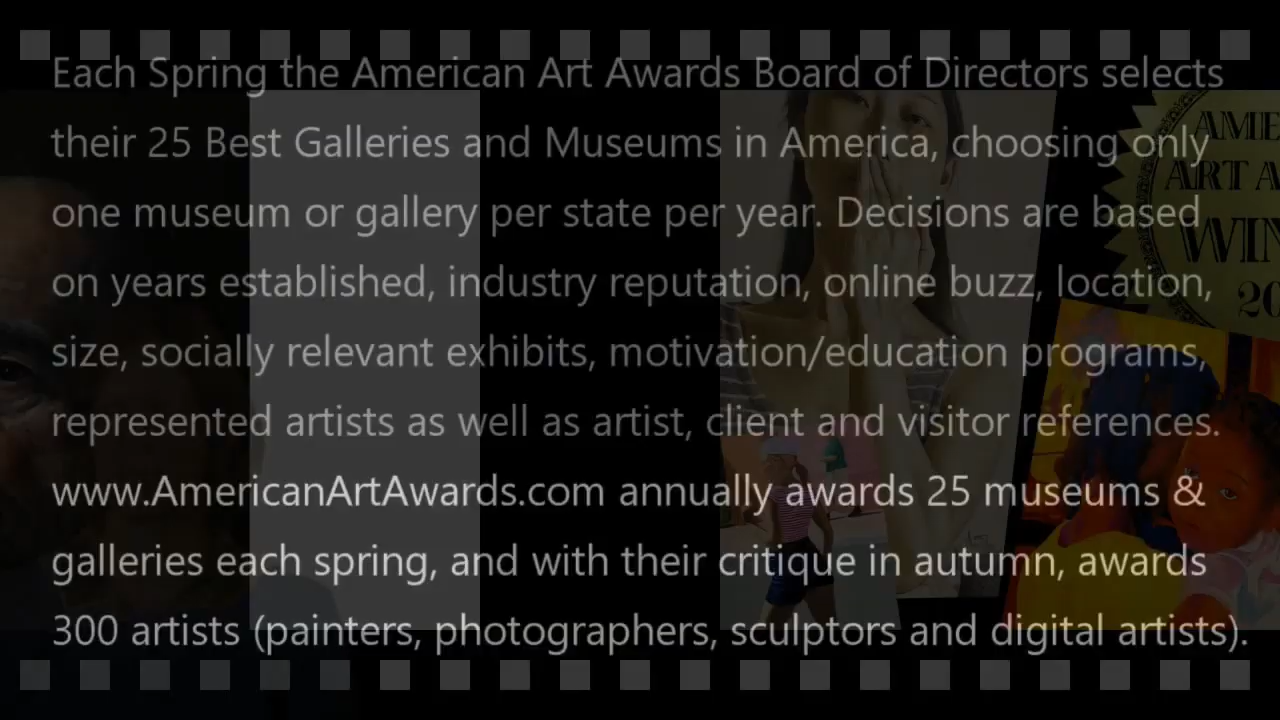 Each Spring the American Art Awards Board of Directors selects
their 25 Best Galleries and Museums in America, choosing only
one museum or gallery per state per year. Decisions are based
on years established, industry reputation, online buzz, location,
size, socially relevant exhibits, motivation/education programs,
represented artists as well as artist, client and visitor references.
www.AmericanArtAwards.com annually awards 25 museums &
galleries each spring, and with their critique in autumn, awards
300 artists (painters, photographers, sculptors and digital artists).
ART